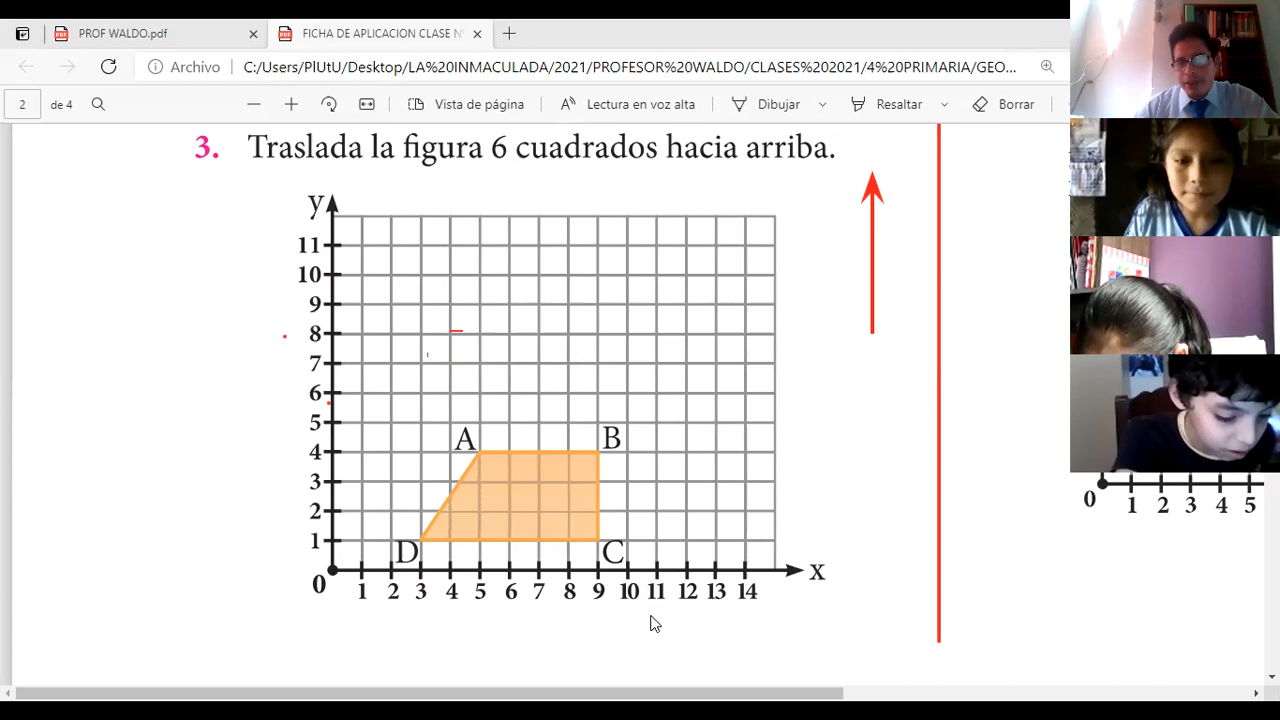 PROF WALDO.pdf
FICHA DE APLICACION CLASE Nº
Archivo
C:/Users/PlUtU/Desktop/LA%20INMACULADA/2021/PROFESOR%20WALDO/CLASES%202021/4%20PRIMARIA/GEO...
2
de 4
Vista de página
Lectura en voz alta
Dibujar
Resaltar
Borrar
3. Traslada la figura 6 cuadrados hacia arriba.
y
11
10
9
8
7
6
5
4
3
2
1
0
A
B
D
C
1 2 3 4 5 6 7 8 9 10 11 12 13 14
x
0
1 2 3 4 5